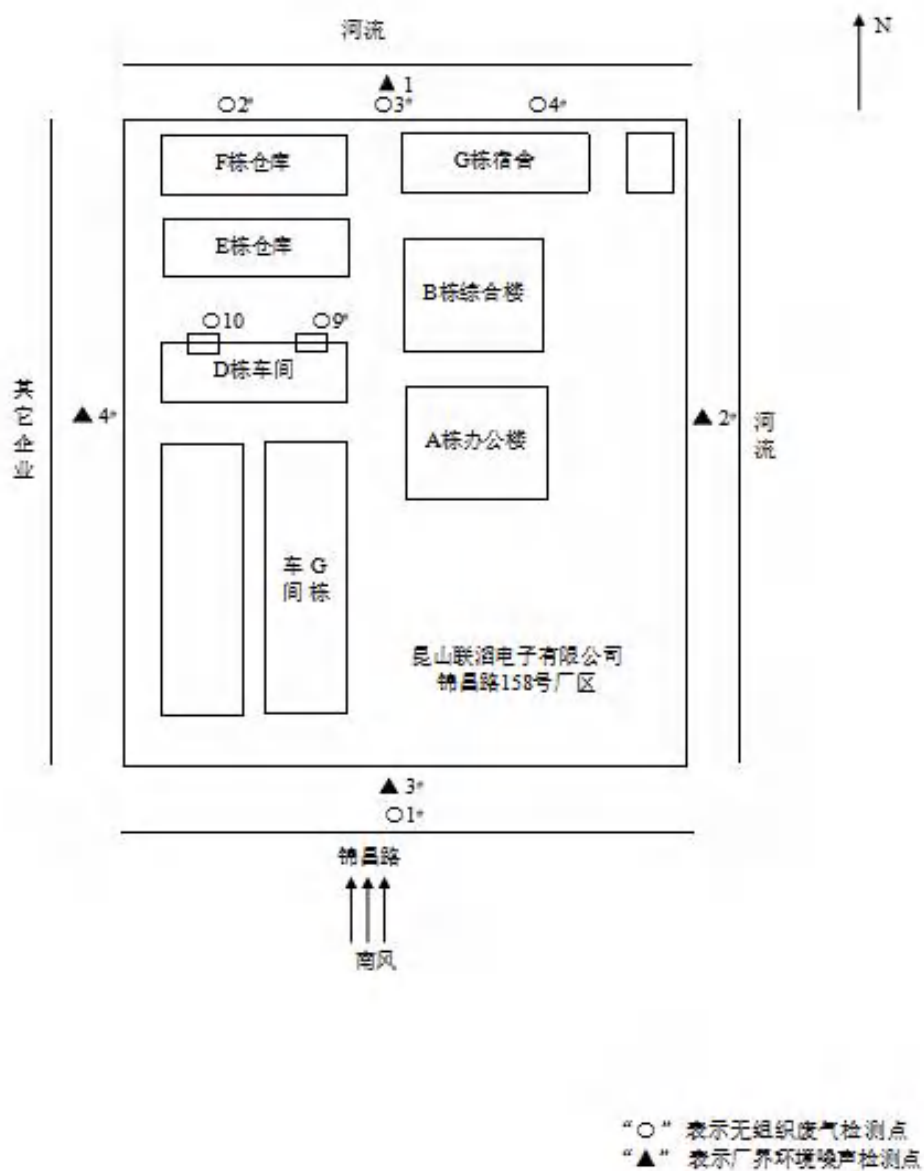 河流
N
▲ 1
○2# ○3# ○4#
F栋仓库
G栋宿舍
E栋仓库
B栋综合楼
○10 ○9#
D栋车间
其它企业
▲ 4#
▲ 2#
河流
A栋办公楼
车 G
间 栋
昆山联滔电子有限公司
锦昌路158号厂区
▲ 3#
○1#
锦昌路
南风
“○” 表示无组织废气检测点
“▲” 表示厂界环境噪声检测点